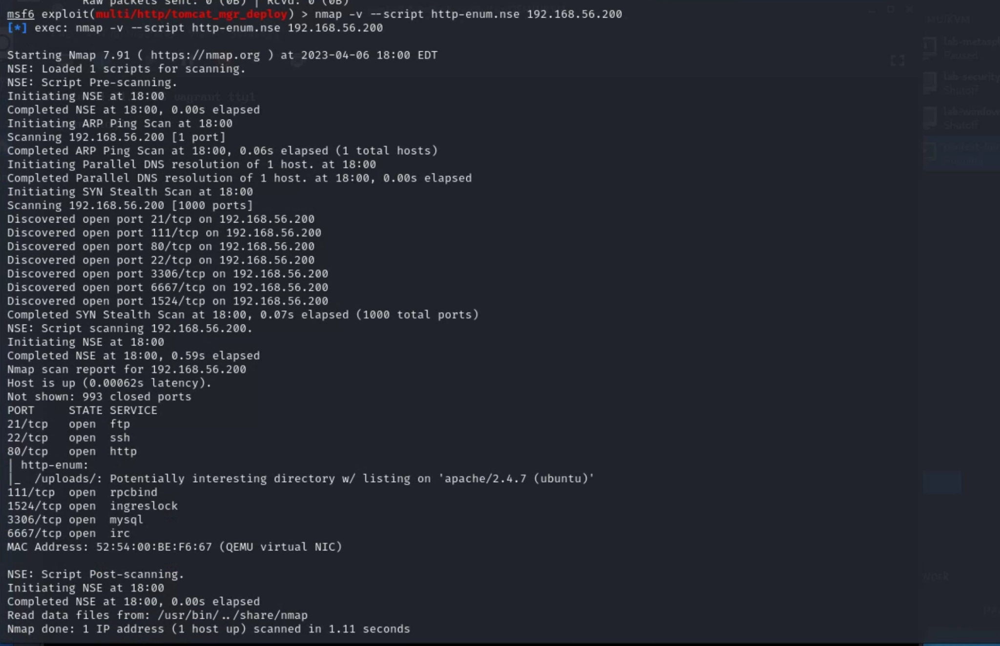 Raw packets sent: 0 (0B) | Rcvd: 0 (0B)
msf6 exploit(multi/http/tomcat_mgr_deploy) > nmap -v --script http-enum.nse 192.168.56.200
[*] exec: nmap -v --script http-enum.nse 192.168.56.200
Starting Nmap 7.91 ( https://nmap.org ) at 2023-04-06 18:00 EDT
NSE: Loaded 1 scripts for scanning.
NSE: Script Pre-scanning.
Initiating NSE at 18:00
vagrant tty1
Completed NSE at 18:00, 0.00s elapsed
Initiating ARP Ping Scan at 18:00
Scanning 192.168.56.200 [1 port]
Completed ARP Ping Scan at 18:00, 0.06s elapsed (1 total hosts)
Initiating Parallel DNS resolution of 1 host. at 18:00
Completed Parallel DNS resolution of 1 host. at 18:00, 0.00s elapsed
Initiating SYN Stealth Scan at 18:00
Scanning 192.168.56.200 [1000 ports]
Discovered open port 21/tcp on 192.168.56.200
Discovered open port 111/tcp on 192.168.56.200
Discovered open port 80/tcp on 192.168.56.200
Discovered open port 22/tcp on 192.168.56.200
Discovered open port 3306/tcp on 192.168.56.200
Discovered open port 6667/tcp on 192.168.56.200
Discovered open port 1524/tcp on 192.168.56.200
Completed SYN Stealth Scan at 18:00, 0.07s elapsed (1000 total ports)
NSE: Script scanning 192.168.56.200.
Initiating NSE at 18:00
Completed NSE at 18:00, 0.59s elapsed
Nmap scan report for 192.168.56.200
Host is up (0.00062s latency).
Not shown: 993 closed ports
PORT     STATE SERVICE
21/tcp   open  ftp
22/tcp   open  ssh
80/tcp   open  http
| http-enum:
|_  /uploads/: Potentially interesting directory w/ listing on 'apache/2.4.7 (ubuntu)'
111/tcp  open  rpcbind
1524/tcp open  ingreslock
3306/tcp open  mysql
6667/tcp open  irc
MAC Address: 52:54:00:BE:F6:67 (QEMU virtual NIC)
NSE: Script Post-scanning.
Initiating NSE at 18:00
Completed NSE at 18:00, 0.00s elapsed
Read data files from: /usr/bin/../share/nmap
Nmap done: 1 IP address (1 host up) scanned in 1.11 seconds
lab-metaspl
Paused
lab-security
Shutoff
lab-window
Shutoff